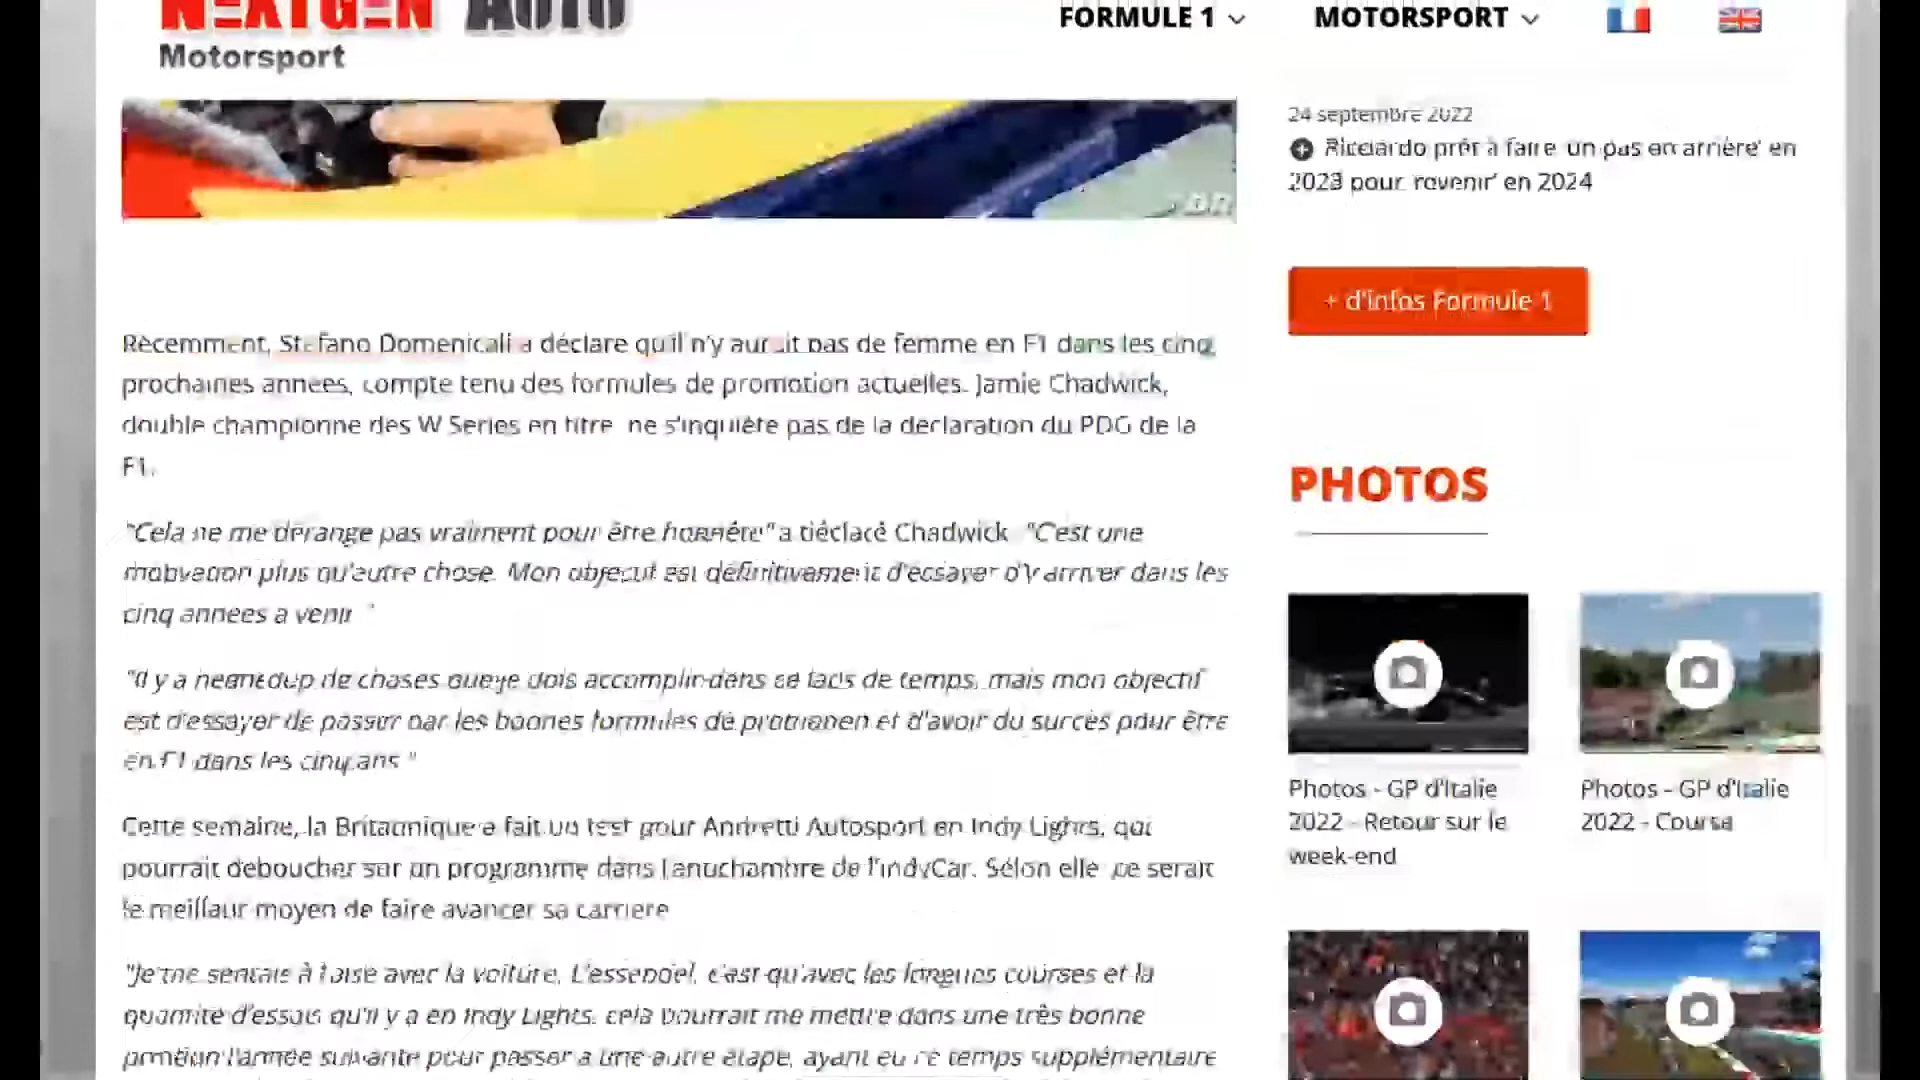 NEXTGEN AUTO
Motorsport
FORMULE 1
MOTORSPORT
24 septembre 2022
Ricciardo prêt à faire 'un pas en arrière' en
2023 pour 'revenir' en 2024
+ d'infos Formule 1
Récemment, Stefano Domenicali a déclaré qu'il n'y aurait pas de femme en F1 dans les cinq
prochaines années, compte tenu des formules de promotion actuelles. Jamie Chadwick,
double championne des W Series en titre, ne s'inquiète pas de la déclaration du PDG de la
F1.
"Cela ne me dérange pas vraiment pour être honnête" a déclaré Chadwick. "C'est une
motivation plus qu'autre chose. Mon objectif est définitivement d'essayer d'y arriver dans les
cinq années à venir."
"Il y a beaucoup de choses que je dois accomplir dans ce laps de temps, mais mon objectif
est d'essayer de passer par les bonnes formules de promotion et d'avoir du succès pour être
en F1 dans les cinq ans."
Cette semaine, la Britannique a fait un test pour Andretti Autosport en Indy Lights, qui
pourrait déboucher sur un programme dans l'antichambre de l'IndyCar. Selon elle, ce serait
le meilleur moyen de faire avancer sa carrière.
"Je me sentais à l'aise avec la voiture. L'essentiel, c'est qu'avec les longues courses et la
quantité d'essais qu'il y a en Indy Lights, cela pourrait me mettre dans une très bonne
position l'année suivante pour passer à une autre étape, ayant eu ce temps supplémentaire
PHOTOS
Photos - GP d'Italie
2022 - Retour sur le
week-end
Photos - GP d'Italie
2022 - Course